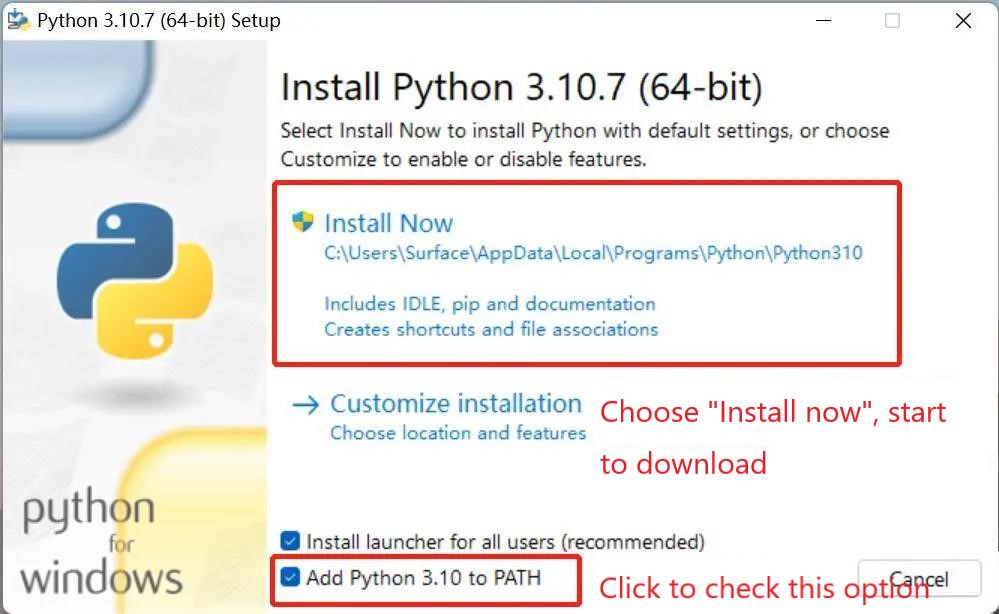 Python 3.10.7 (64-bit) Setup
Install Python 3.10.7 (64-bit)
Select Install Now to install Python with default settings, or choose
Customize to enable or disable features.
Install Now
C:\Users\Surface\AppData\Local\Programs\Python\Python310
Includes IDLE, pip and documentation
Creates shortcuts and file associations
Customize installation
Choose location and features
Choose "Install now", start
to download
python
for
windows
Install launcher for all users (recommended)
Add Python 3.10 to PATH
Click to check this option
Cancel